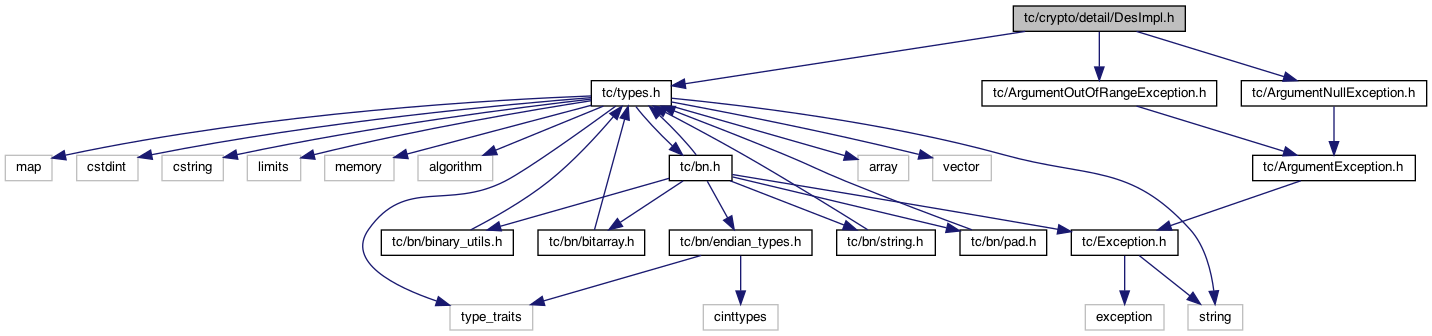 tc/crypto/detail/DesImpl.h
tc/types.h
tc/ArgumentOutOfRangeException.h
tc/ArgumentNullException.h
map
cstdint
cstring
limits
memory
algorithm
tc/bn.h
array
vector
tc/ArgumentException.h
tc/bn/binary_utils.h
tc/bn/bitarray.h
tc/bn/endian_types.h
tc/bn/string.h
tc/bn/pad.h
tc/Exception.h
type_traits
cinttypes
exception
string